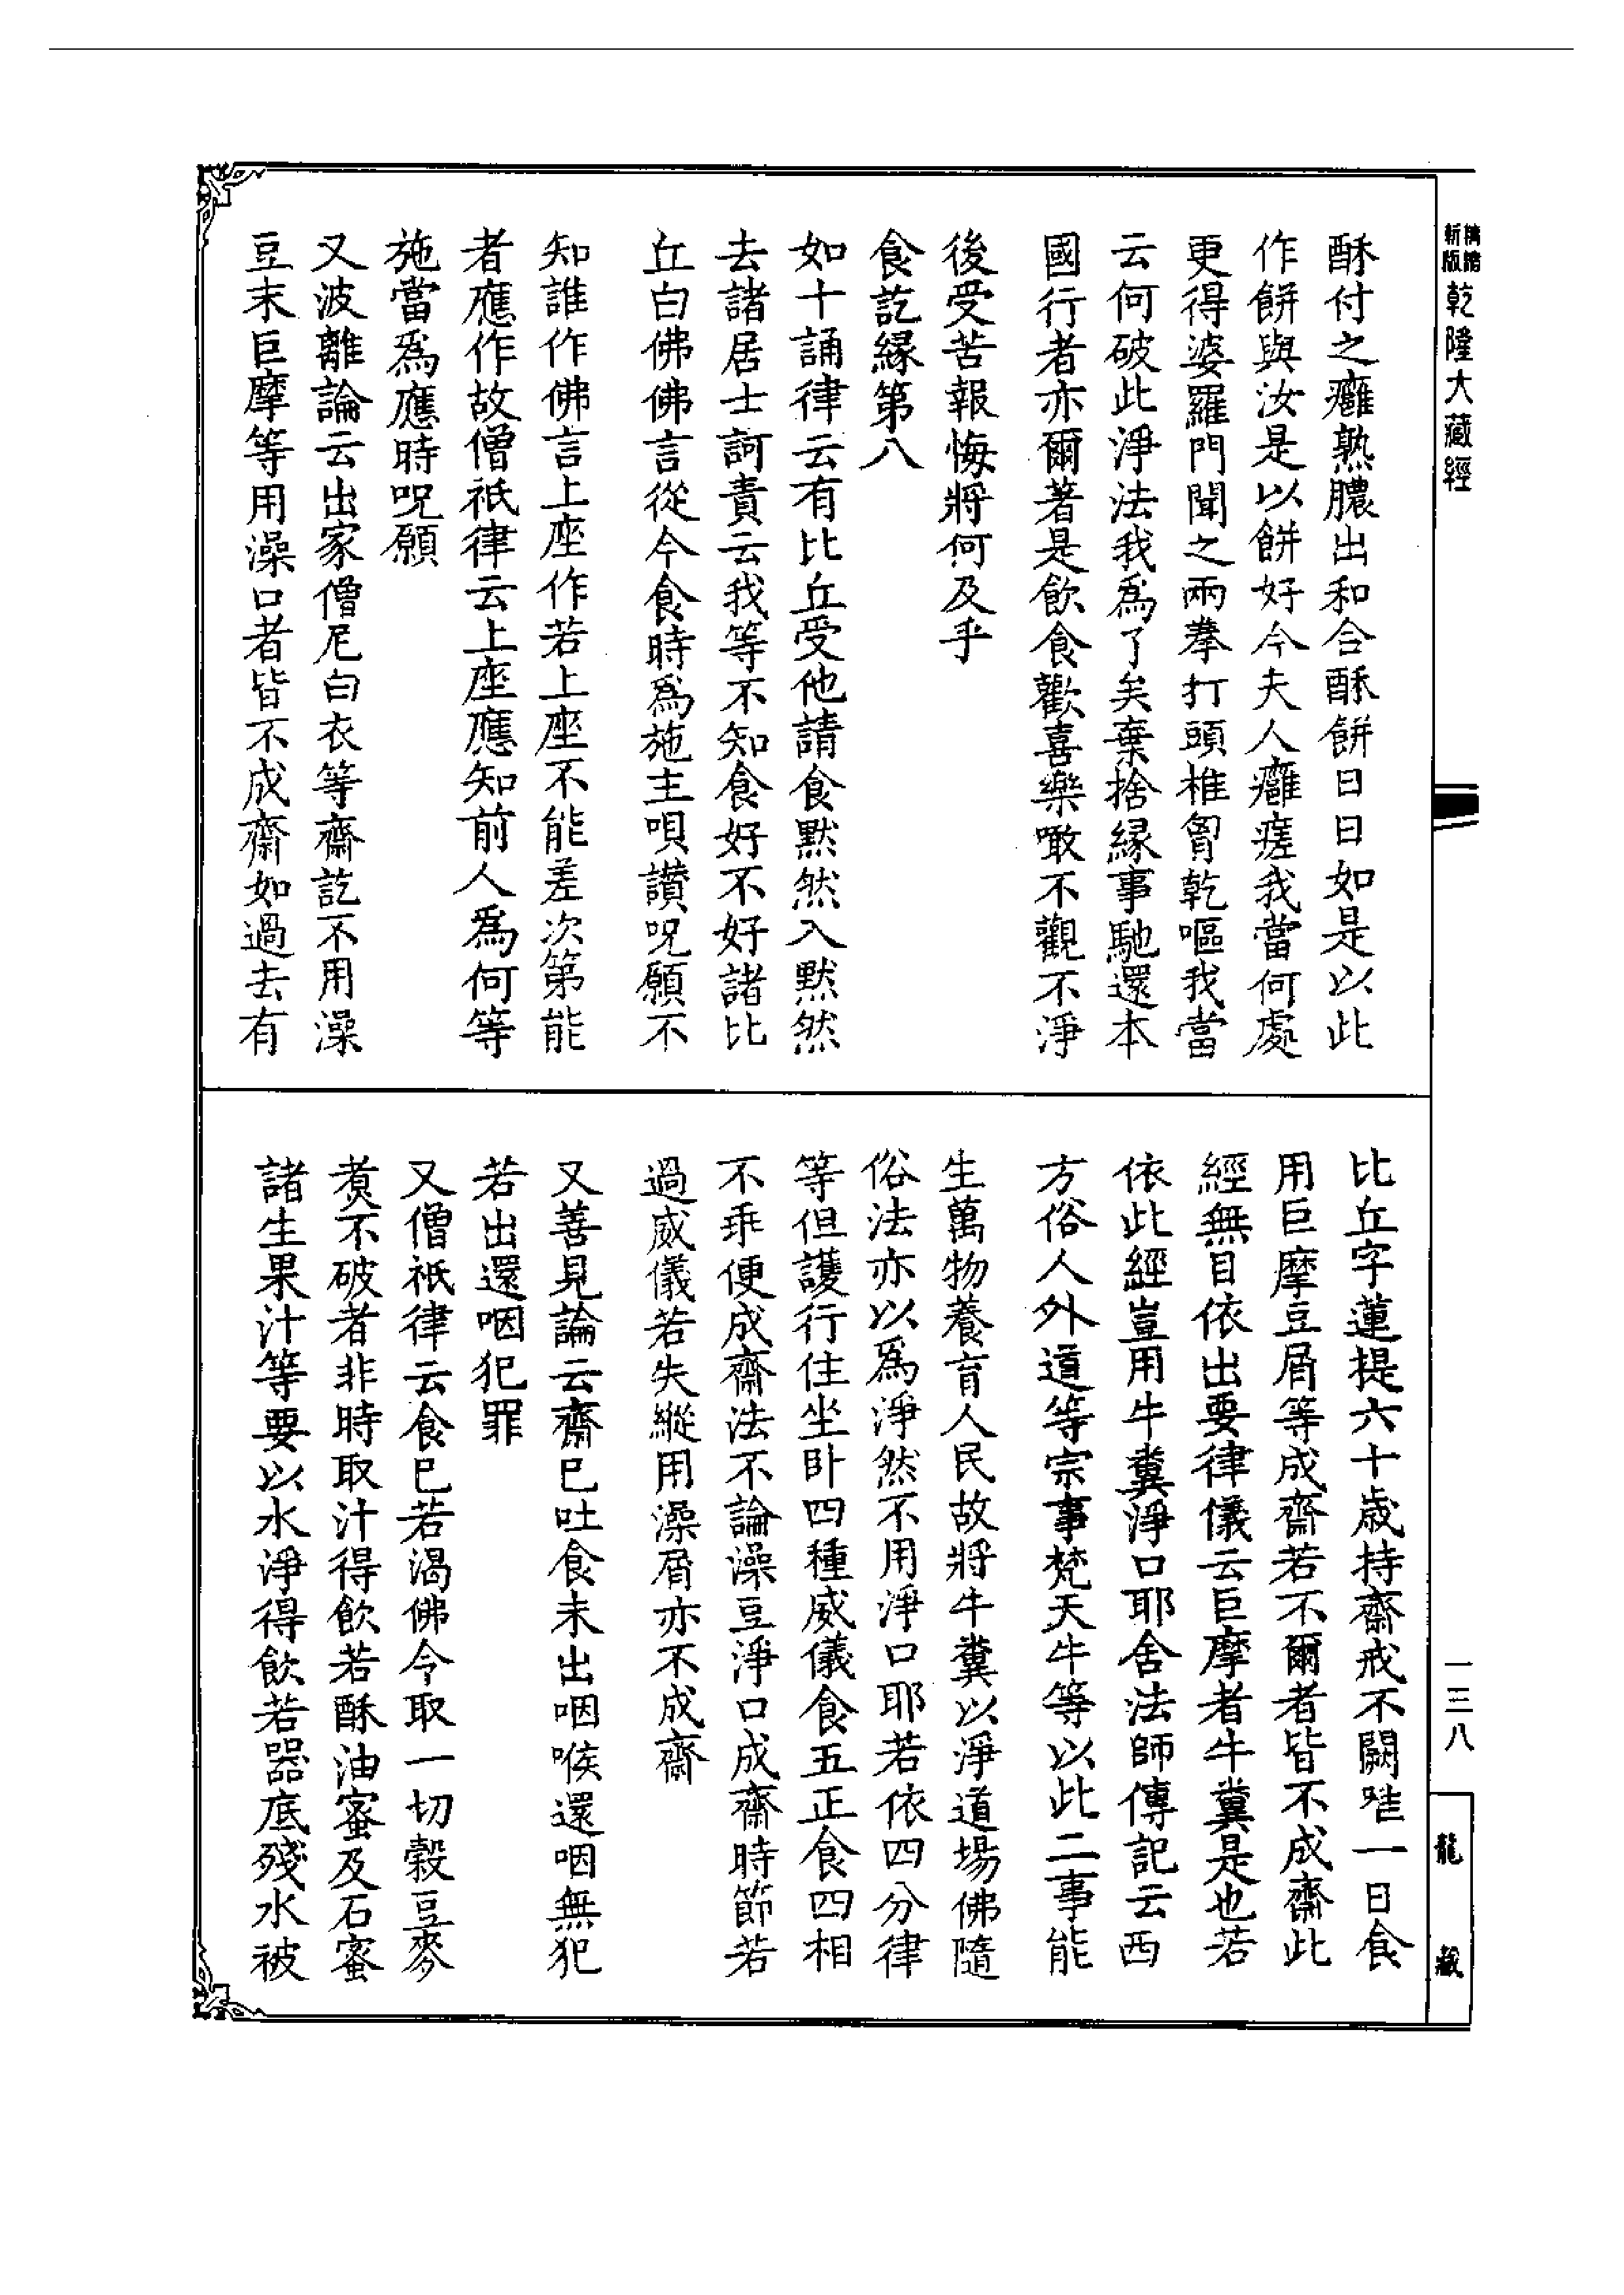 乾隆大藏經
酥付之癰熟膿出和合酥餅日日如是以此
作餅與汝是以餅好今夫人癰瘥我當何處
更得婆羅門聞之兩拳打頭椎胷乾嘔我當
云何破此淨法我爲了矣棄捨緣事馳還本
國行者亦爾著是飲食歡喜樂噉不觀不淨
後受苦報悔將何及乎
食訖緣第八
如十誦律云有比丘受他請食默然入默然
去諸居士訶責云我等不知食好不好諸比
丘白佛佛言從今食時爲施主唄讚呪願不
知誰作佛言上座作若上座不能差次第能
者應作故僧祇律云上座應知前人爲何等
施當爲應時呪願
又波離論云出家僧尼白衣等齋訖不用澡
豆末巨摩等用澡口者皆不成齋如過去有
比丘字蓮提六十歲持齋戒不闕唯一日食
用巨摩豆屑等成齋若不爾者皆不成齋此
經無目依出要律儀云巨摩者牛糞是也若
依此經豈用牛糞淨口耶舍法師傳記云西
方俗人外道等宗事梵天牛等以此二事能
生萬物養育人民故將牛糞以淨道場佛隨
俗法亦以爲淨然不用淨口耶若依四分律
等但護行住坐卧四種威儀食五正食四相
不乖便成齋法不論澡豆淨口成齋時節若
過威儀若失縱用澡屑亦不成齋
又善見論云齋巳吐食未出咽喉還咽無犯
若出還咽犯罪
又僧祇律云食巳若渴佛令取一切穀豆麥
煑不破者非時取汁得飲若酥油蜜及石蜜
諸生果汁等要以水淨得飲若器底殘水被
一三八
龍藏